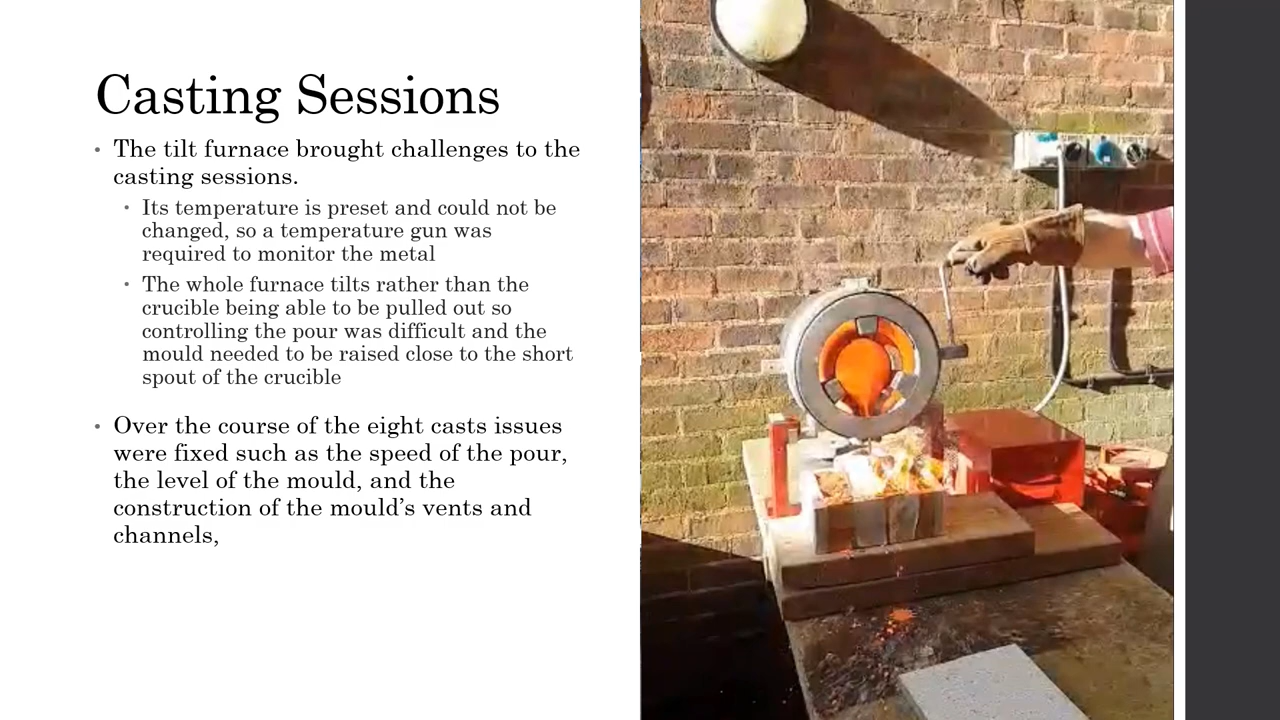 Casting Sessions
• The tilt furnace brought challenges to the
casting sessions.
• Its temperature is preset and could not be
changed, so a temperature gun was
required to monitor the metal
• The whole furnace tilts rather than the
crucible being able to be pulled out so
controlling the pour was difficult and the
mould needed to be raised close to the short
spout of the crucible
• Over the course of the eight casts issues
were fixed such as the speed of the pour,
the level of the mould, and the
construction of the mould’s vents and
channels,